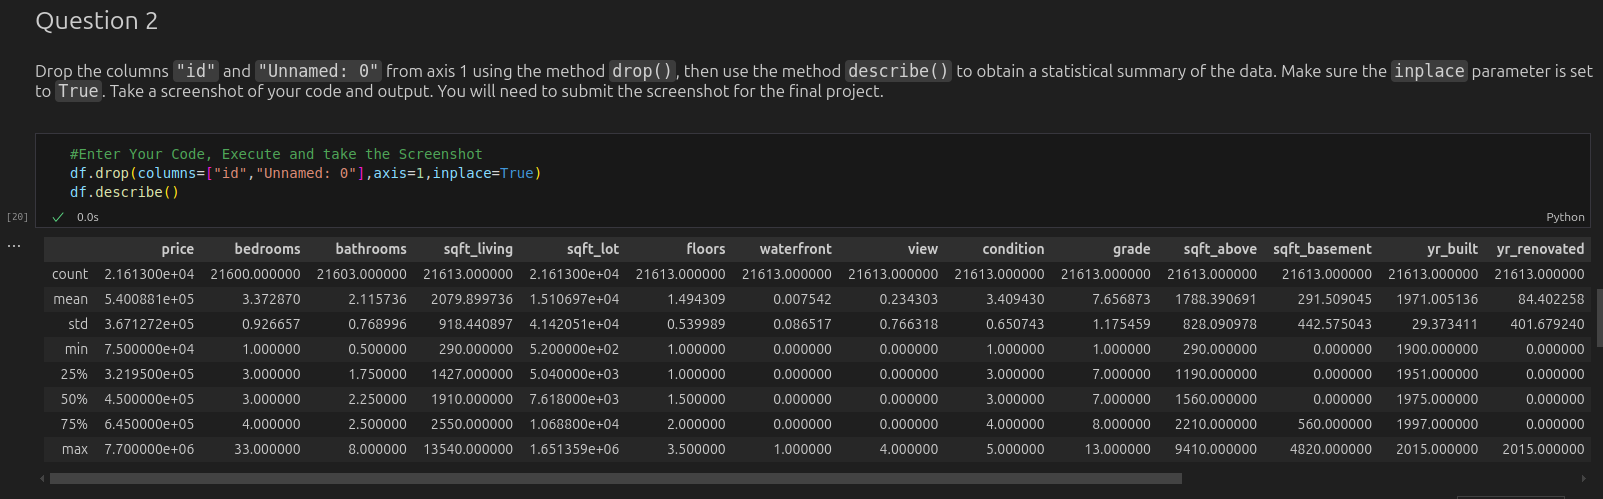 Question 2
Drop the columns "id" and "Unnamed: 0" from axis 1 using the method drop(), then use the method describe() to obtain a statistical summary of the data. Make sure the inplace parameter is set
to True. Take a screenshot of your code and output. You will need to submit the screenshot for the final project.
#Enter Your Code, Execute and take the Screenshot
df.drop(columns=["id","Unnamed: 0"],axis=1,inplace=True)
df.describe()
[20] ✓ 0.0s Python
...
price bedrooms bathrooms sqft_living sqft_lot floors waterfront view condition grade sqft_above sqft_basement yr_built yr_renovated
count 2.161300e+04 21600.000000 21603.000000 21613.000000 2.161300e+04 21613.000000 21613.000000 21613.000000 21613.000000 21613.000000 21613.000000 21613.000000 21613.000000 21613.000000
mean 5.400881e+05 3.372870 2.115736 2079.899736 1.510697e+04 1.494309 0.007542 0.234303 3.409430 7.656873 1788.390691 291.509045 1971.005136 84.402258
std 3.671272e+05 0.926657 0.768996 918.440897 4.142051e+04 0.539989 0.086517 0.766318 0.650743 1.175459 828.090978 442.575043 29.373411 401.679240
min 7.500000e+04 1.000000 0.500000 290.000000 5.200000e+02 1.000000 0.000000 0.000000 1.000000 1.000000 290.000000 0.000000 1900.000000 0.000000
25% 3.219500e+05 3.000000 1.750000 1427.000000 5.040000e+03 1.000000 0.000000 0.000000 3.000000 7.000000 1190.000000 0.000000 1951.000000 0.000000
50% 4.500000e+05 3.000000 2.250000 1910.000000 7.618000e+03 1.500000 0.000000 0.000000 3.000000 7.000000 1560.000000 0.000000 1975.000000 0.000000
75% 6.450000e+05 4.000000 2.500000 2550.000000 1.068800e+04 2.000000 0.000000 0.000000 4.000000 8.000000 2210.000000 560.000000 1997.000000 0.000000
max 7.700000e+06 33.000000 8.000000 13540.000000 1.651359e+06 3.500000 1.000000 4.000000 5.000000 13.000000 9410.000000 4820.000000 2015.000000 2015.000000